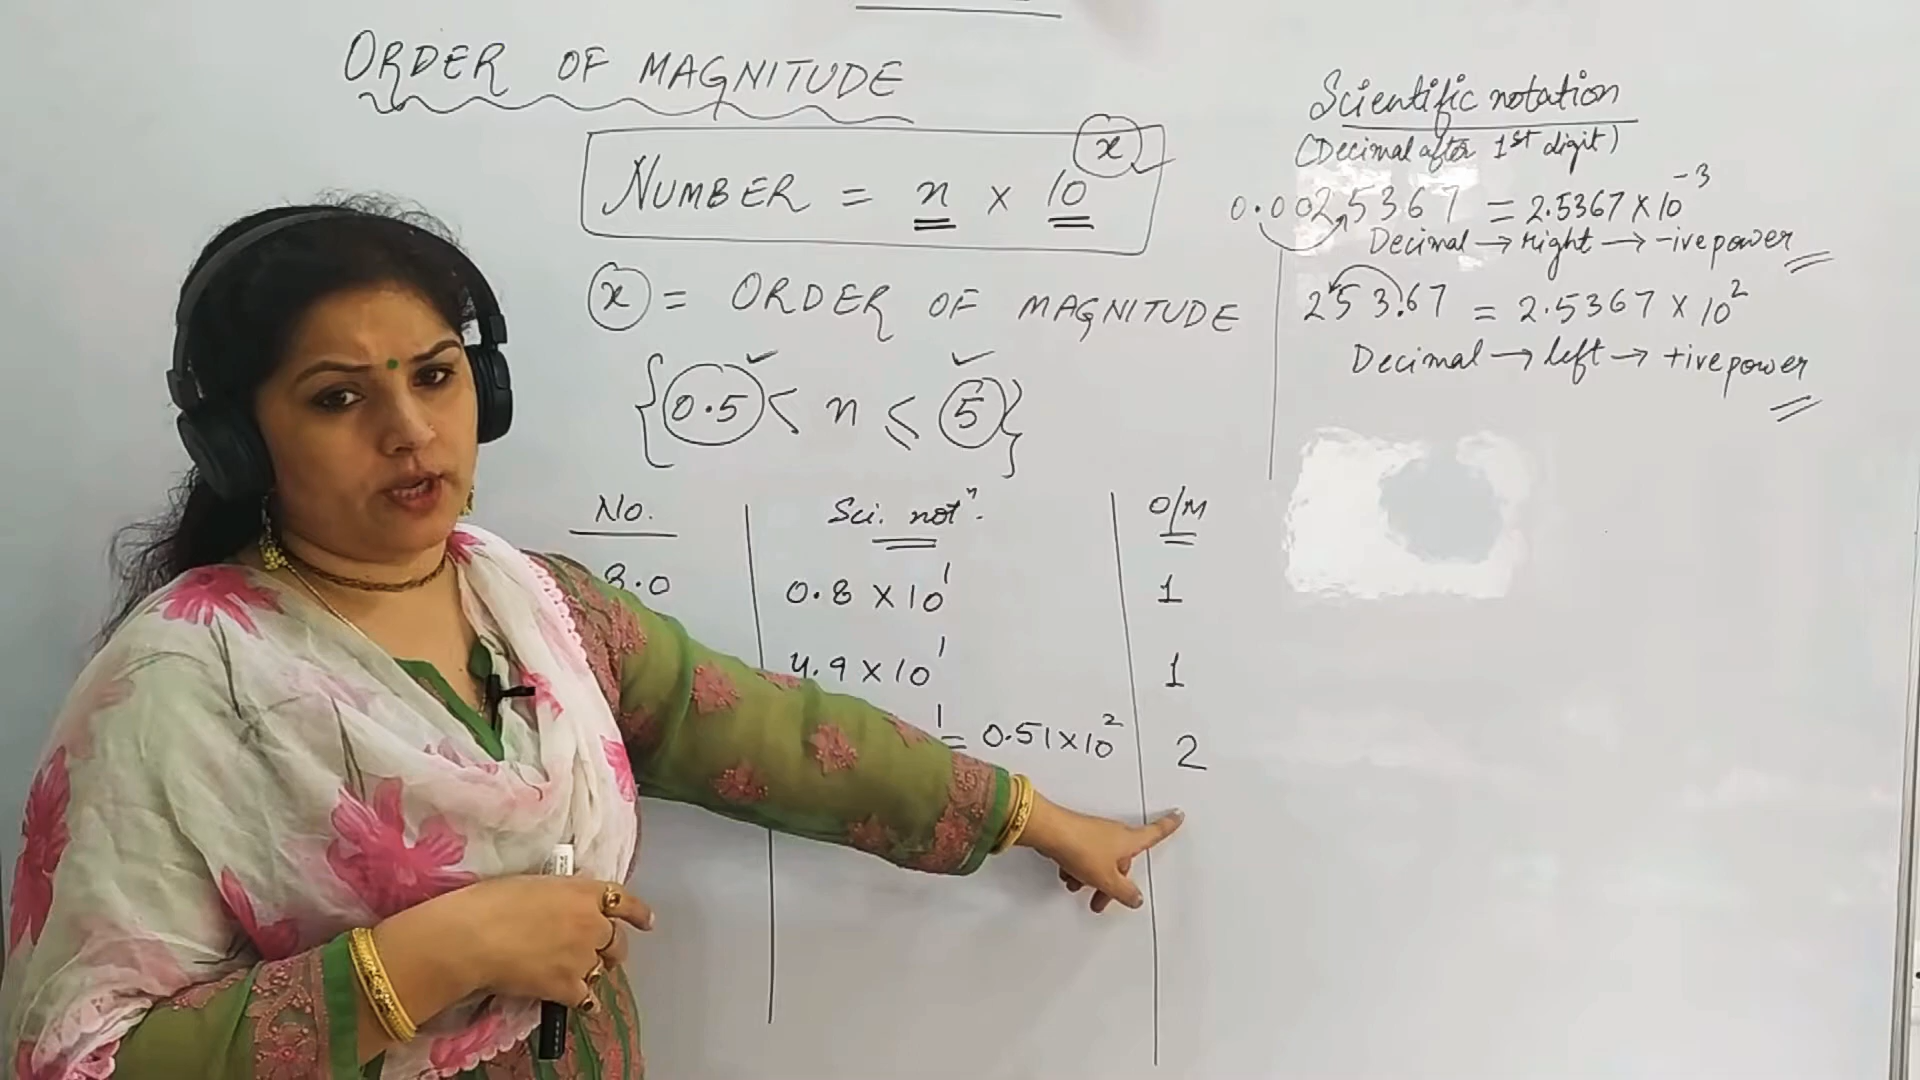 ORDER OF MAGNITUDE
NUMBER = n × 10^x
x = ORDER OF MAGNITUDE
{0.5 < n ≤ 5}
No. Sci. notⁿ. O/M
8.0 0.8 × 10^1 1
4.9 × 10^1 1
1 = 0.51 × 10^2 2
Scientific notation
(Decimal after 1st digit)
0.0025367 = 2.5367 × 10^-3
Decimal → right → -ive power
253.67 = 2.5367 × 10^2
Decimal → left → +ive power